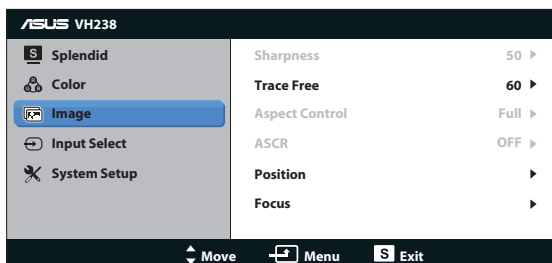 ASUS VH238
S Splendid
Color
Image
Input Select
System Setup
Sharpness 50
Trace Free 60
Aspect Control Full
ASCR OFF
Position
Focus
Move Menu S Exit